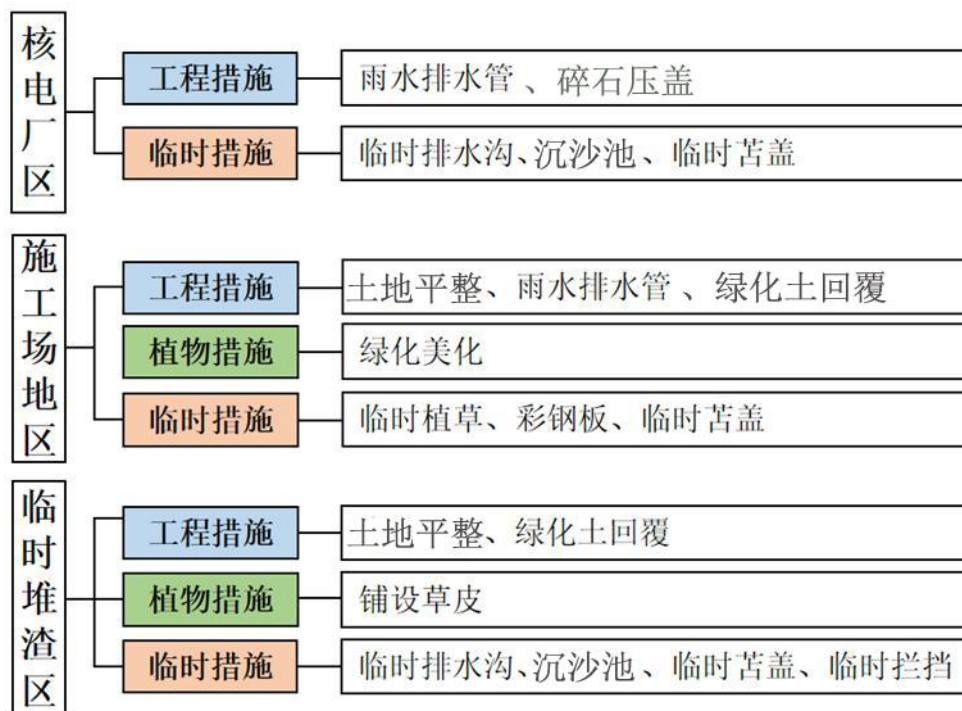 核电厂区
工程措施
雨水排水管、碎石压盖
临时措施
临时排水沟、沉沙池、临时苫盖
施工场地区
工程措施
土地平整、雨水排水管、绿化土回覆
植物措施
绿化美化
临时措施
临时植草、彩钢板、临时苫盖
临时堆渣区
工程措施
土地平整、绿化土回覆
植物措施
铺设草皮
临时措施
临时排水沟、沉沙池、临时苫盖、临时拦挡